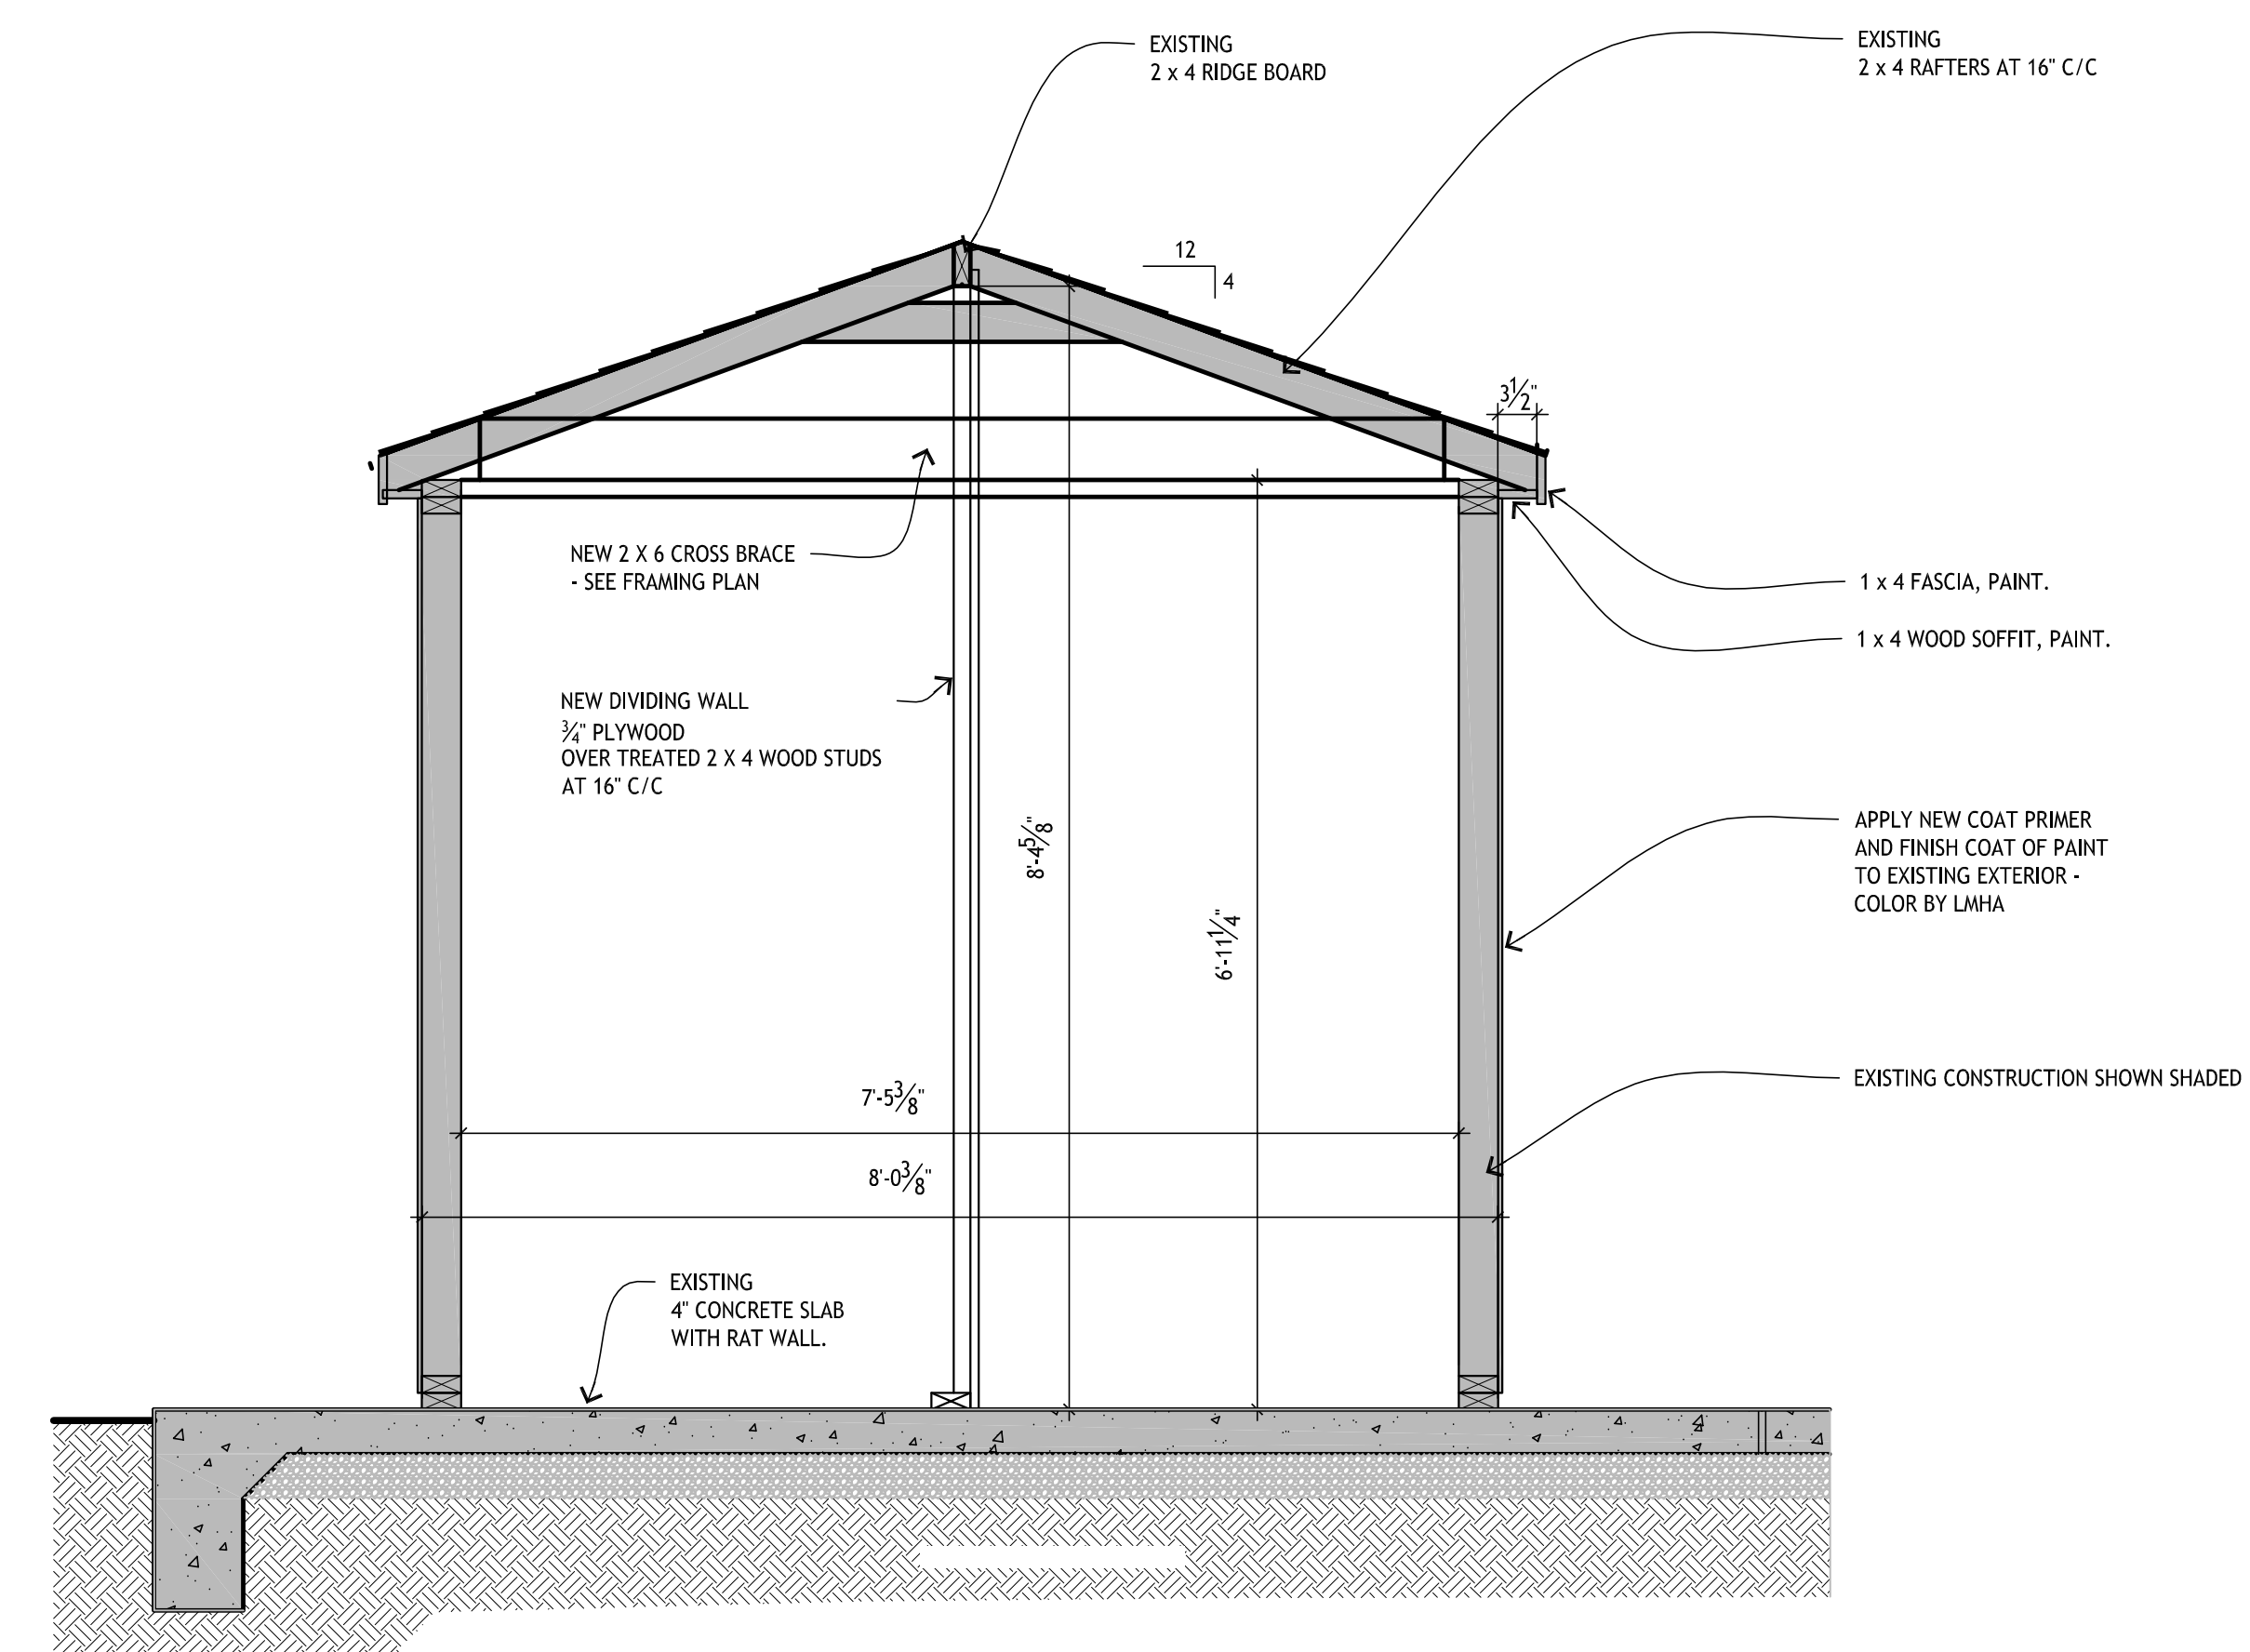 EXISTING
2 x 4 RIDGE BOARD
EXISTING
2 x 4 RAFTERS AT 16" C/C
12
4
3½"
NEW 2 X 6 CROSS BRACE
- SEE FRAMING PLAN
1 x 4 FASCIA, PAINT.
1 x 4 WOOD SOFFIT, PAINT.
NEW DIVIDING WALL
¾" PLYWOOD
OVER TREATED 2 X 4 WOOD STUDS
AT 16" C/C
8'-4⅝"
6'-11¼"
APPLY NEW COAT PRIMER
AND FINISH COAT OF PAINT
TO EXISTING EXTERIOR -
COLOR BY LMHA
7'-5⅜"
EXISTING CONSTRUCTION SHOWN SHADED
8'-0⅜"
EXISTING
4" CONCRETE SLAB
WITH RAT WALL.